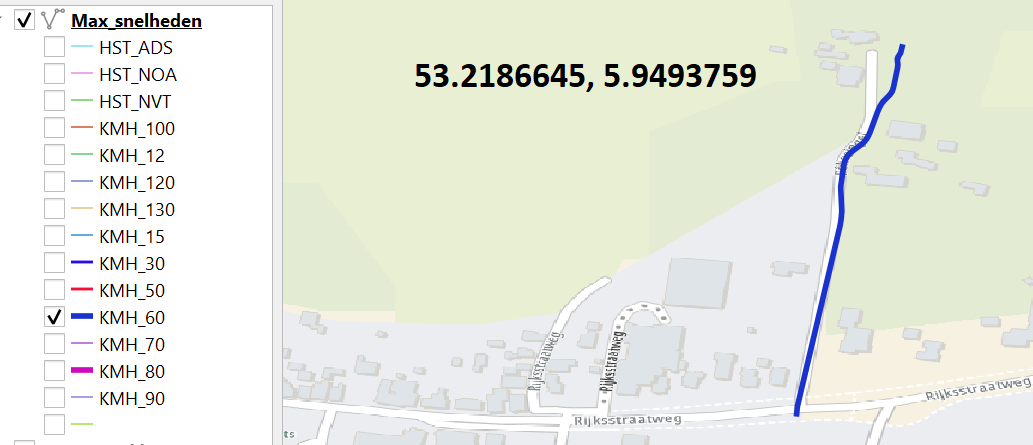 Max_snelheden
HST_ADS
HST_NOA
HST_NVT
KMH_100
KMH_12
KMH_120
KMH_130
KMH_15
KMH_30
KMH_50
KMH_60
KMH_70
KMH_80
KMH_90
53.2186645, 5.9493759
Rijksstraatweg
Rijksstraatweg
Rijksstraatweg
Rijksstraatweg
ts